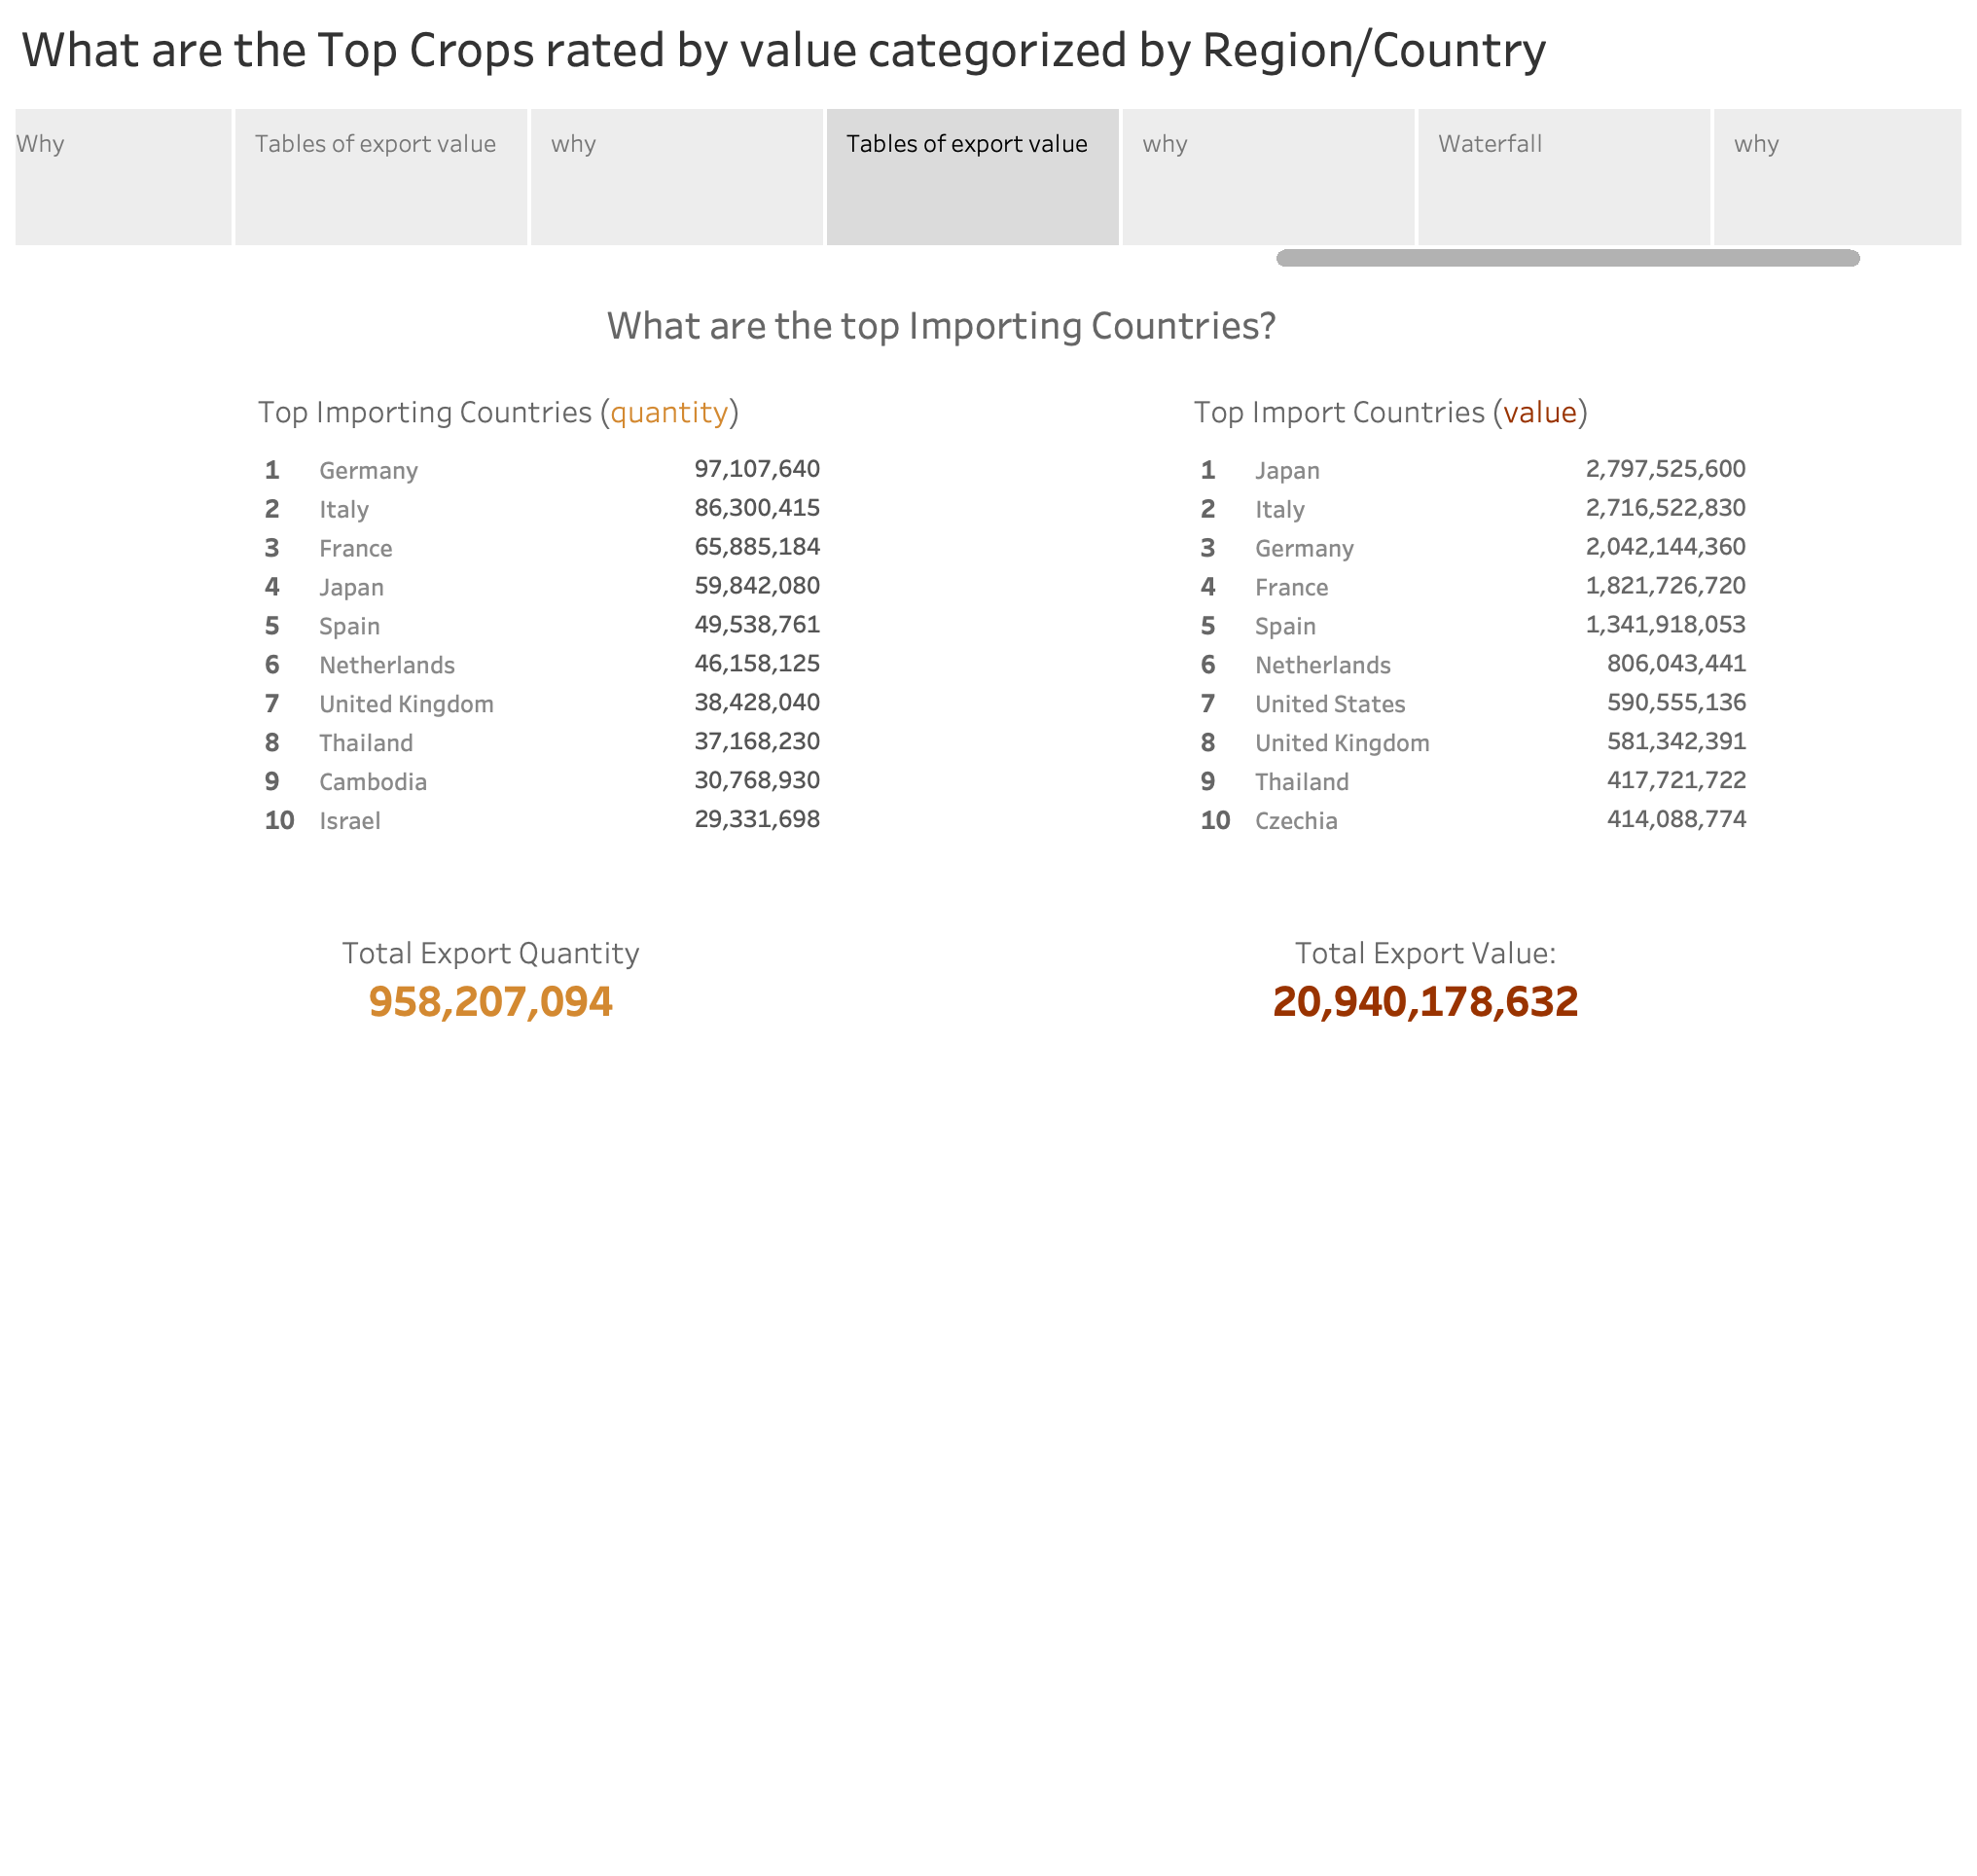 What are the Top Crops rated by value categorized by Region/Country
Why
Tables of export value
why
Tables of export value
why
Waterfall
why
What are the top Importing Countries?
Top Importing Countries (quantity)
1 Germany 97,107,640
2 Italy 86,300,415
3 France 65,885,184
4 Japan 59,842,080
5 Spain 49,538,761
6 Netherlands 46,158,125
7 United Kingdom 38,428,040
8 Thailand 37,168,230
9 Cambodia 30,768,930
10 Israel 29,331,698
Total Export Quantity
958,207,094
Top Import Countries (value)
1 Japan 2,797,525,600
2 Italy 2,716,522,830
3 Germany 2,042,144,360
4 France 1,821,726,720
5 Spain 1,341,918,053
6 Netherlands 806,043,441
7 United States 590,555,136
8 United Kingdom 581,342,391
9 Thailand 417,721,722
10 Czechia 414,088,774
Total Export Value:
20,940,178,632